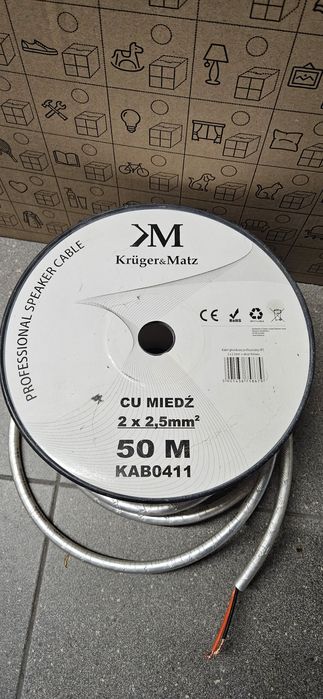 KM
Krüger&Matz
PROFESSIONAL SPEAKER CABLE
CE
RoHS
CU MIEDŹ
2 x 2,5mm²
50 M
KAB0411